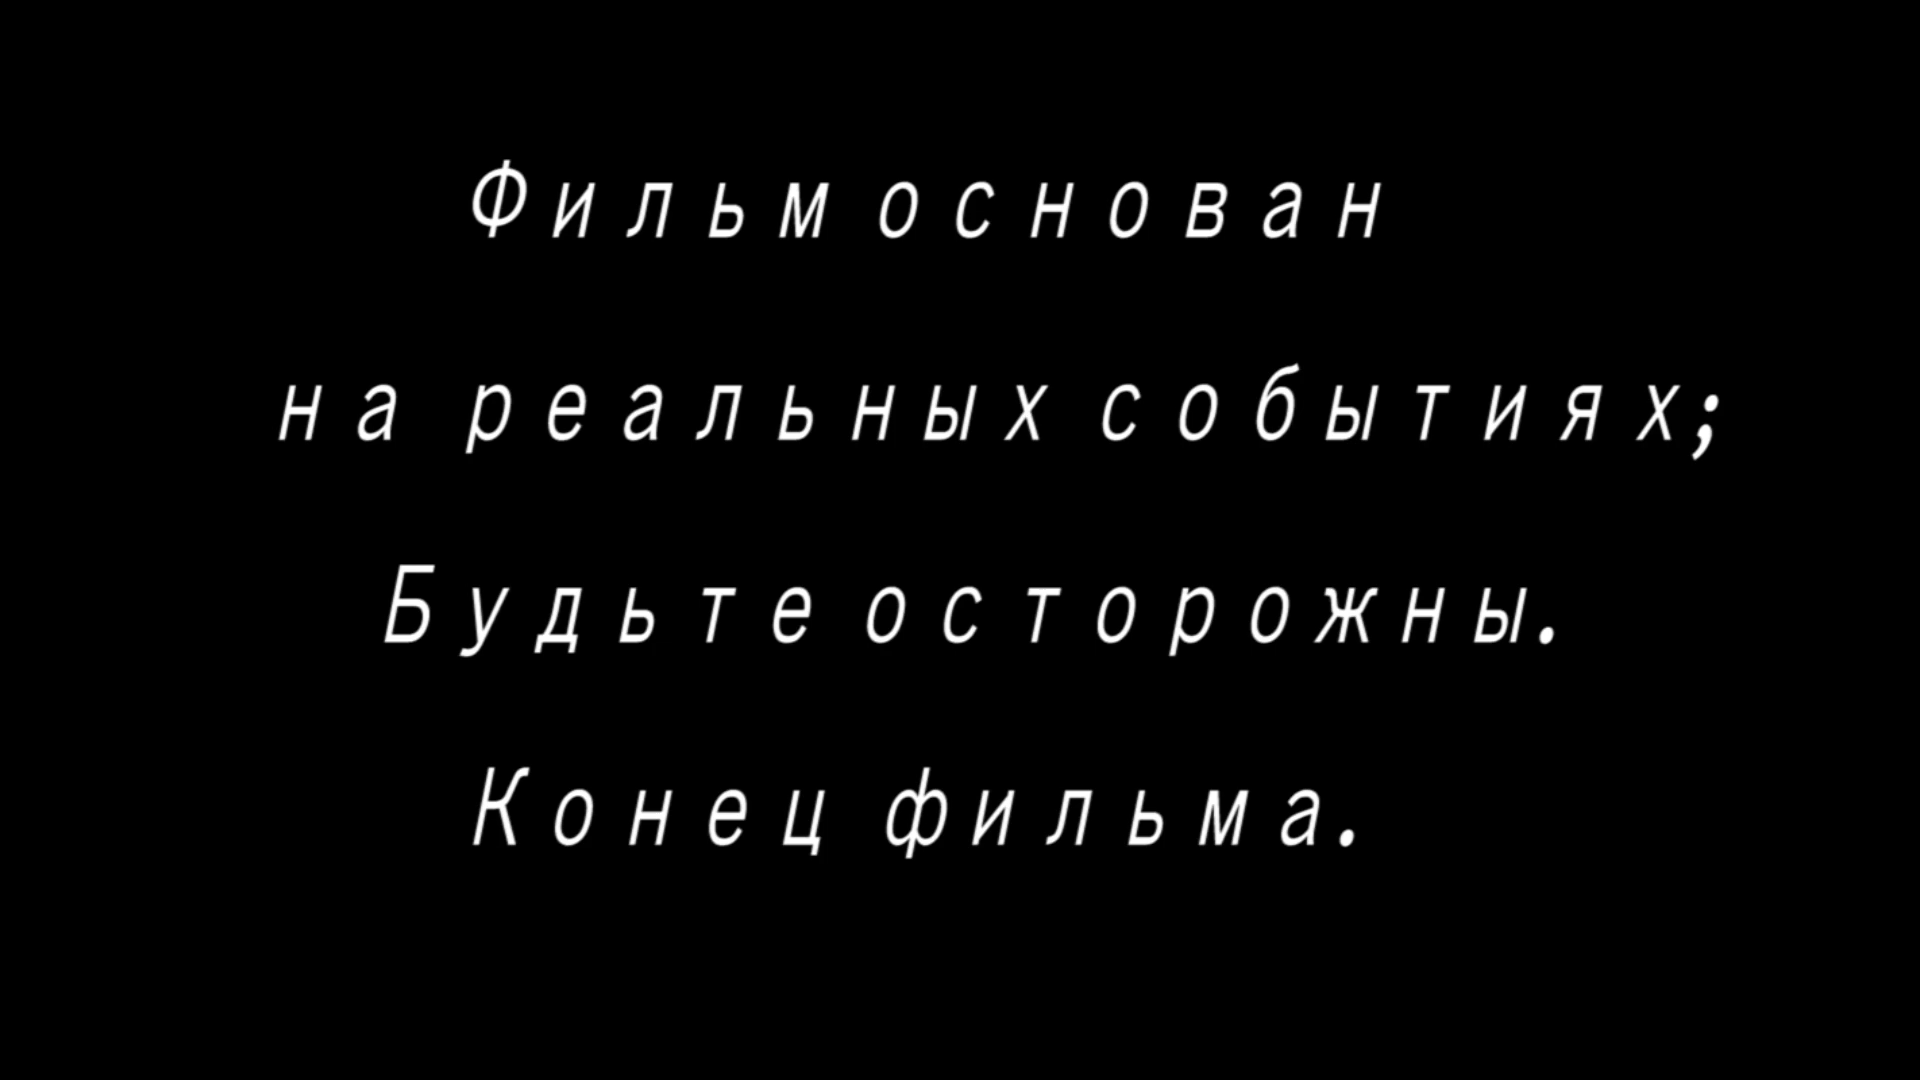 Фильм основан
на реальных событиях;
Будьте осторожны.
Конец фильма.